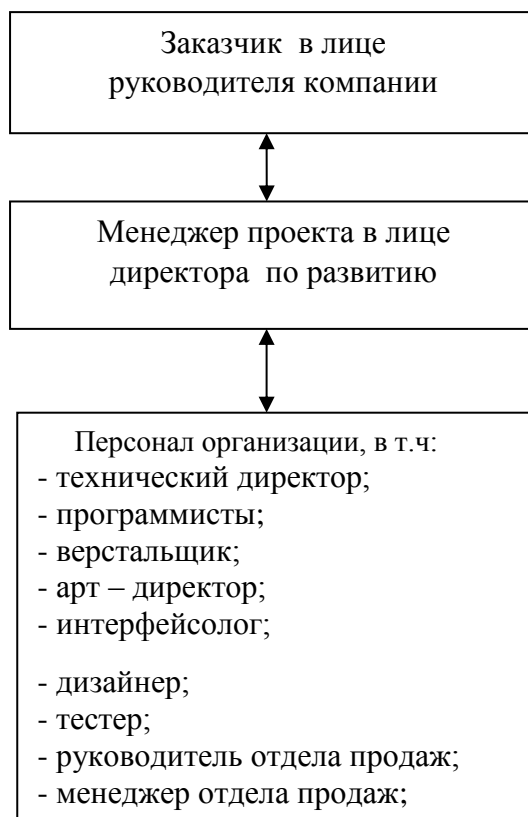 Заказчик в лице
руководителя компании
Менеджер проекта в лице
директора по развитию
Персонал организации, в т.ч:
- технический директор;
- программисты;
- верстальщик;
- арт – директор;
- интерфейсолог;
- дизайнер;
- тестер;
- руководитель отдела продаж;
- менеджер отдела продаж;